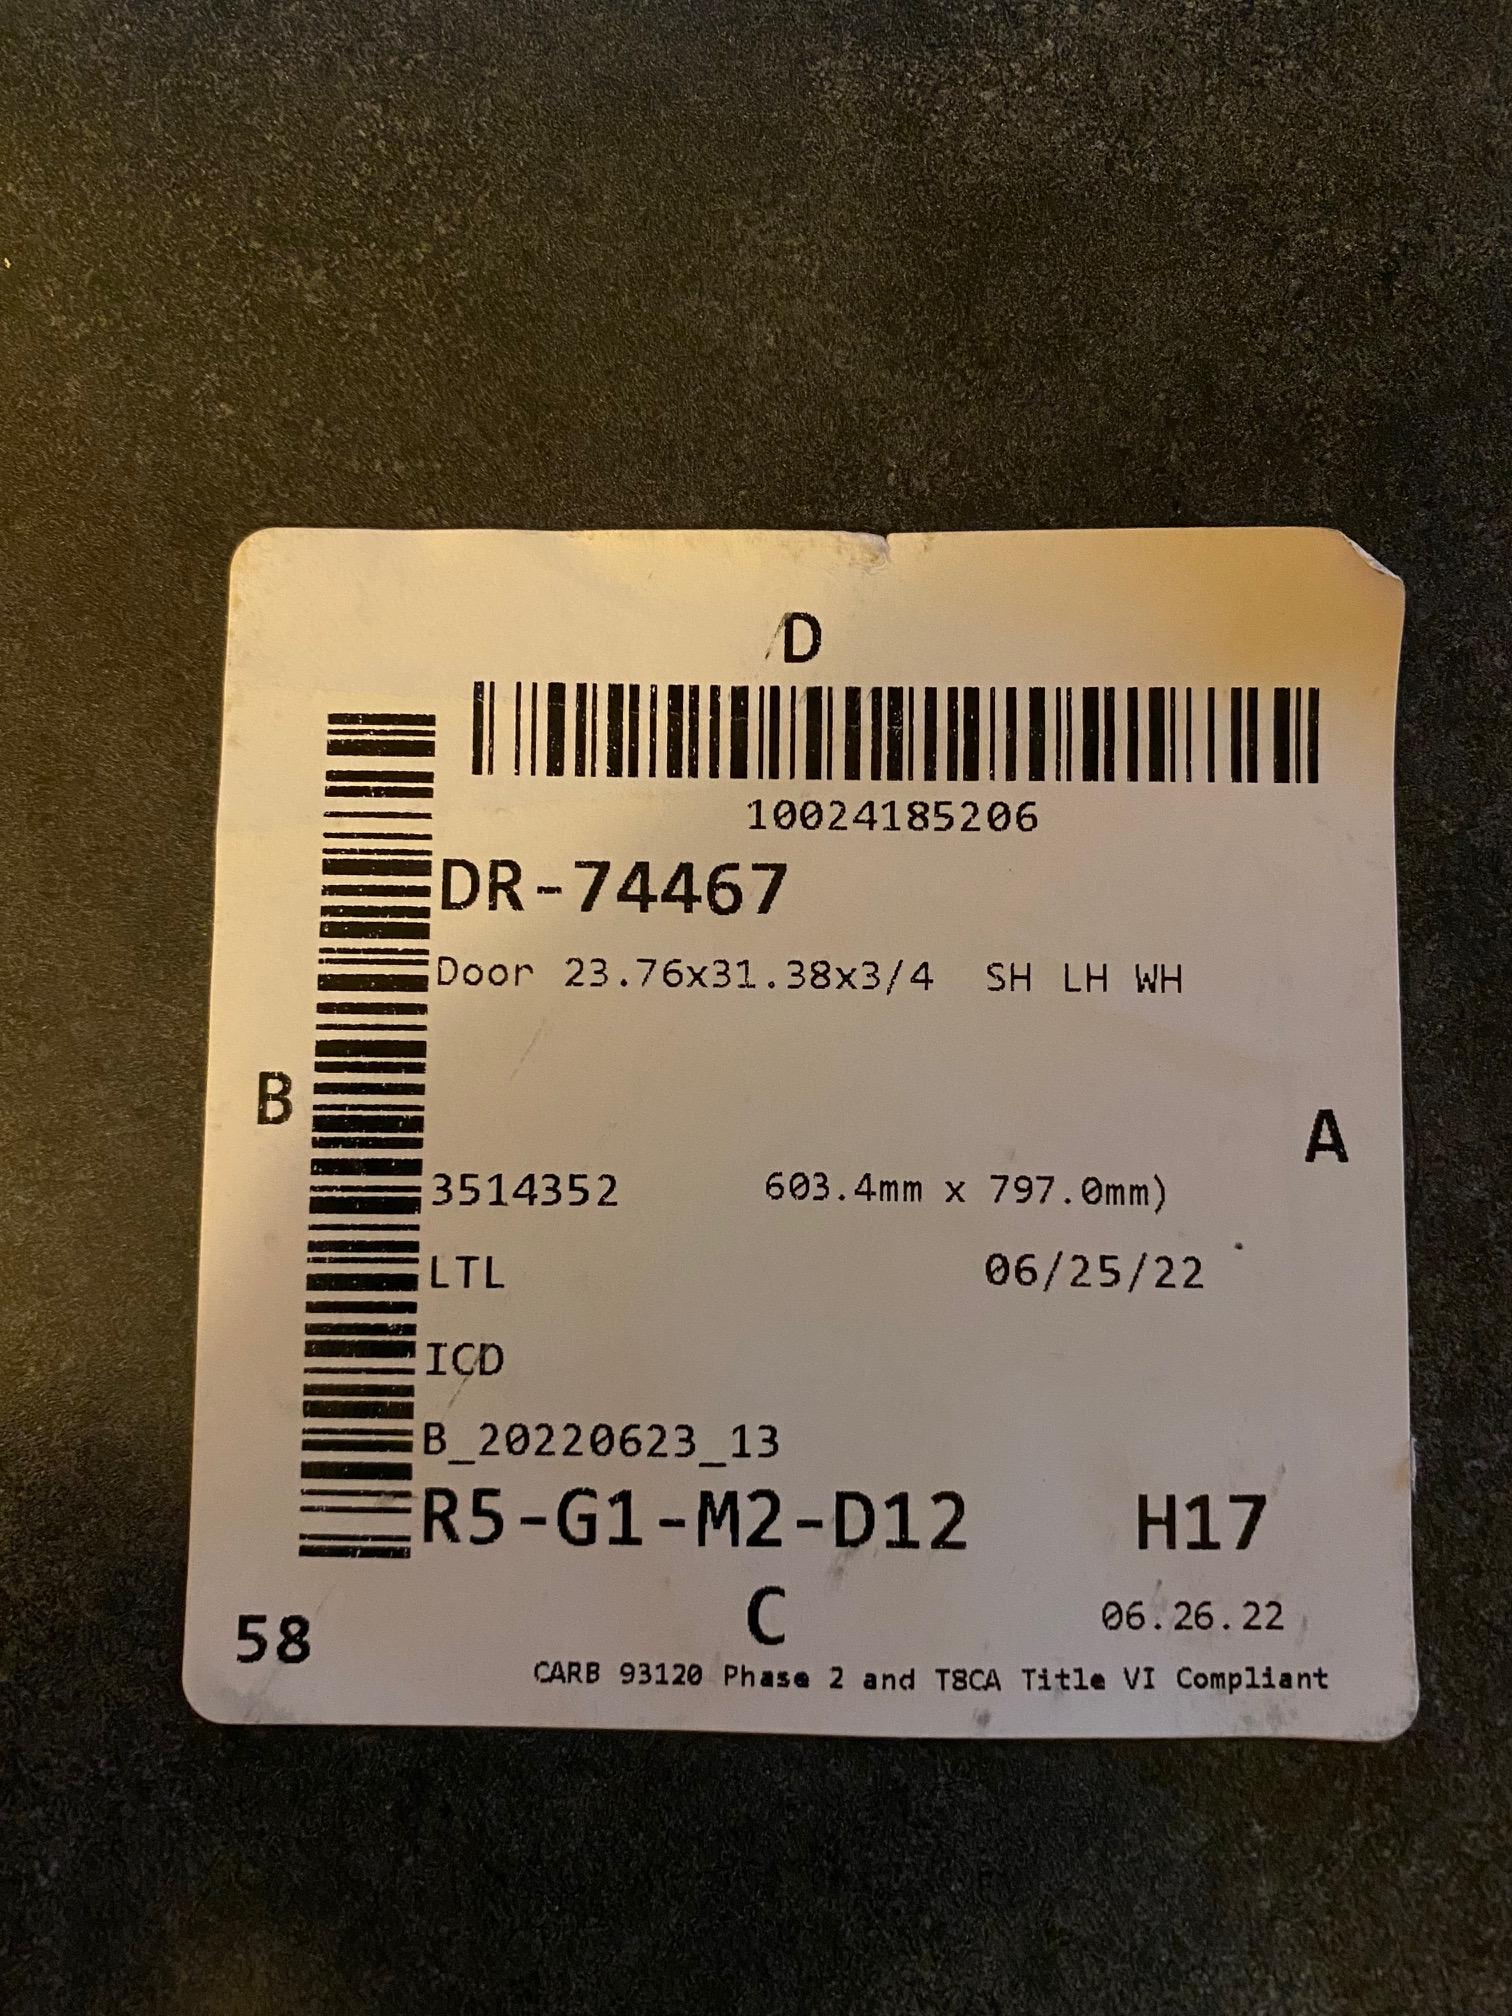 D
10024185206
DR-74467
Door 23.76x31.38x3/4 SH LH WH
B
A
3514352 603.4mm x 797.0mm)
LTL 06/25/22
ICD
B_20220623_13
R5-G1-M2-D12 H17
C
06.26.22
58
CARB 93120 Phase 2 and TSCA Title VI Compliant